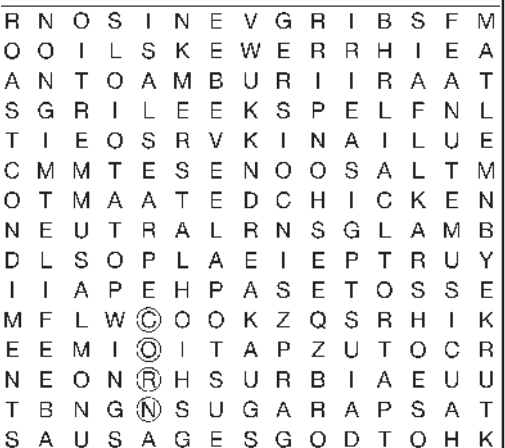 R N O S I N E V G R I B S F M
O O I L S K E W E R R H I E A
A N T O A M B U R I I R A A T
S G R I L E E K S P E L F N L
T I E O S R V K I N A I L U E
C M M T E S E N O O S A L T M
O T M A A T E D C H I C K E N
N E U T R A L R N S G L A M B
D L S O P L A E I E P T R U Y
I I A P E H P A S E T O S S E
M F L W C O O K Z Q S R H I K
E E M I O I T A P Z U T O C R
N E O N R H S U R B I A E U U
T B N G N S U G A R A P S A T
S A U S A G E S G O D T O H K